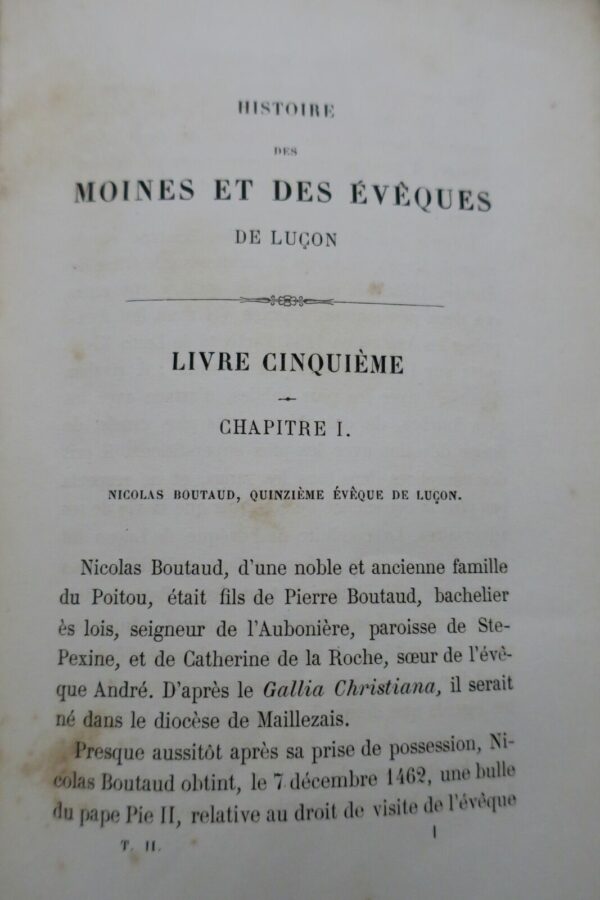 HISTOIRE
DES
MOINES ET DES ÉVÊQUES
DE LUÇON
LIVRE CINQUIÈME
CHAPITRE I.
NICOLAS BOUTAUD, QUINZIÈME ÉVÊQUE DE LUÇON.
Nicolas Boutaud, d'une noble et ancienne famille
du Poitou, était fils de Pierre Boutaud, bachelier
ès lois, seigneur de l'Aubonière, paroisse de Ste-
Pexine, et de Catherine de la Roche, sœur de l'évê-
que André. D'après le Gallia Christiana, il serait
né dans le diocèse de Maillezais.
Presque aussitôt après sa prise de possession, Ni-
colas Boutaud obtint, le 7 décembre 1462, une bulle
du pape Pie II, relative au droit de visite de l'évêque
T. II. 1